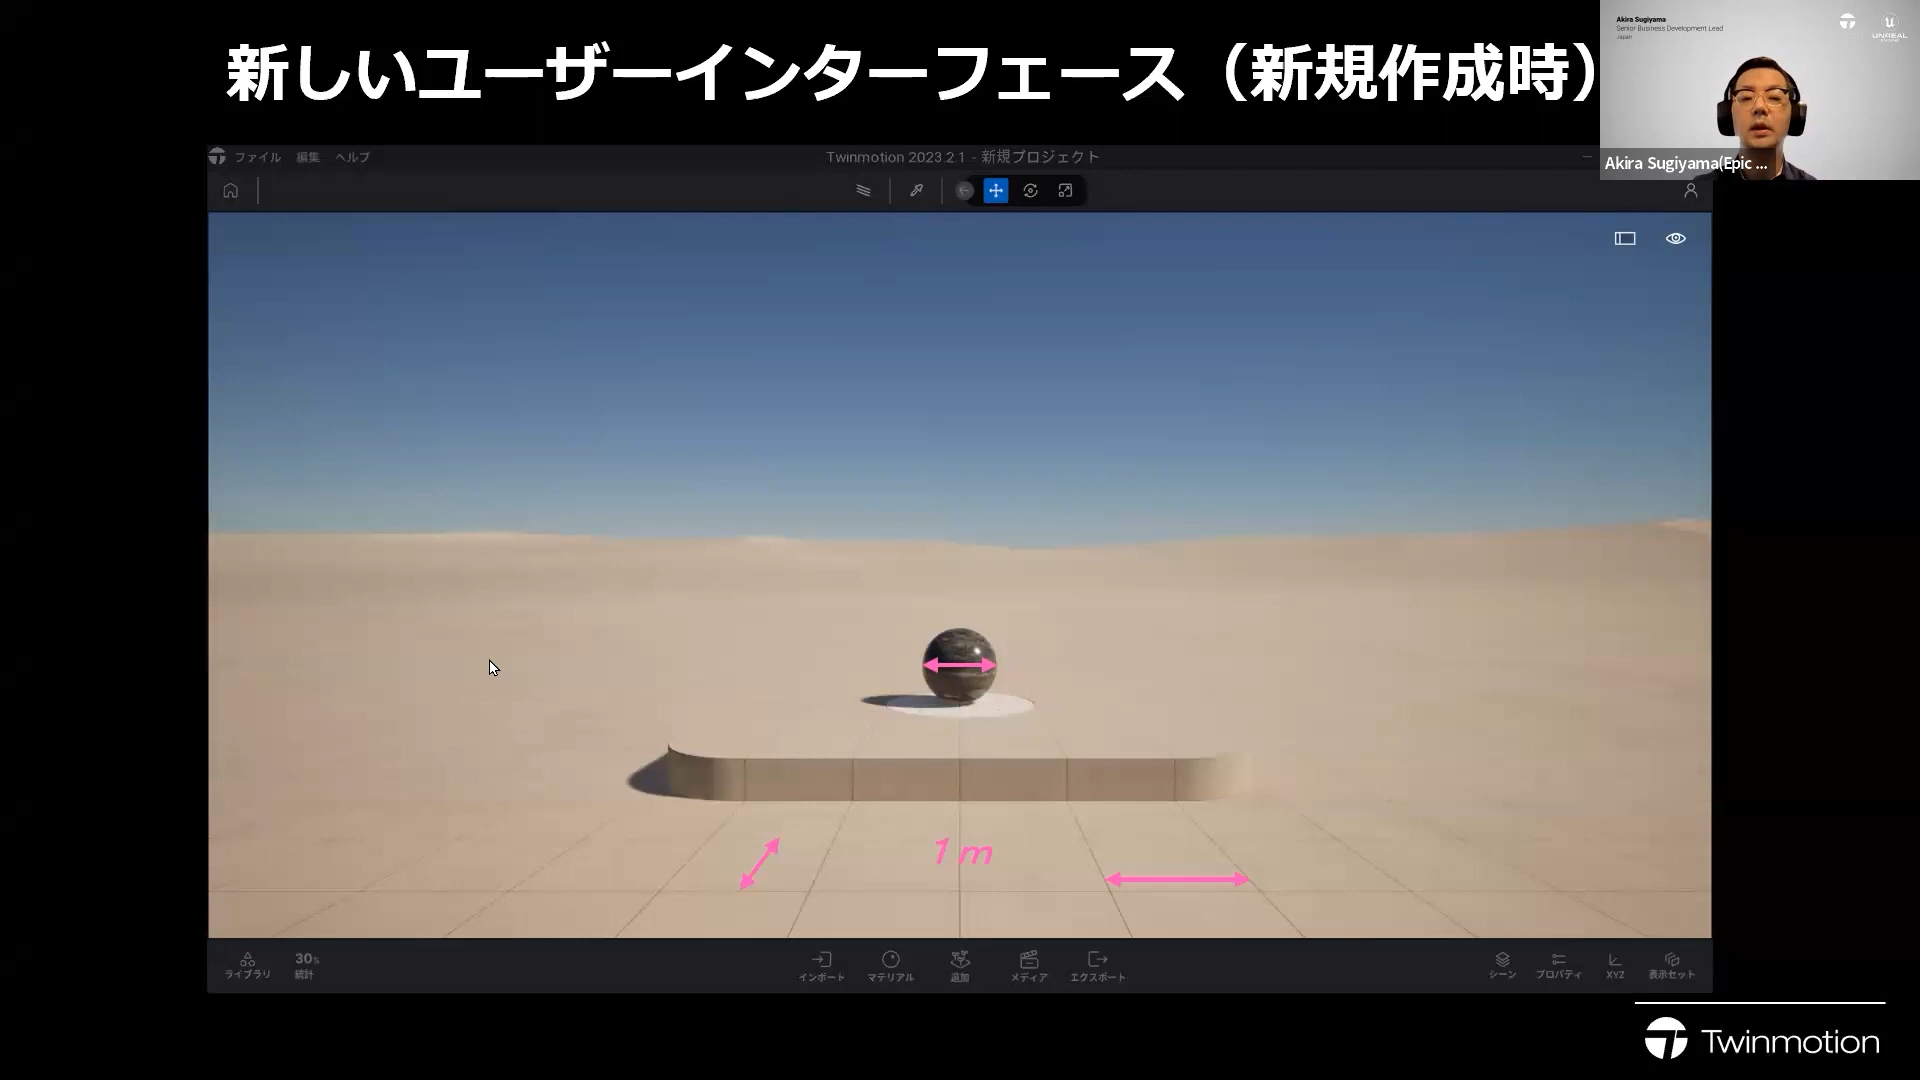 新しいユーザーインターフェース（新規作成時）
Akira Sugiyama
Senior Business Development Lead
Japan
UNREAL
Akira Sugiyama(Epic ...
ファイル 編集 ヘルプ
Twinmotion 2023.2.1 - 新規プロジェクト
1 m
ライブラリ
30%
統計
インポート
マテリアル
追加
メディア
エクスポート
シーン
プロパティ
XYZ
表示セット
Twinmotion